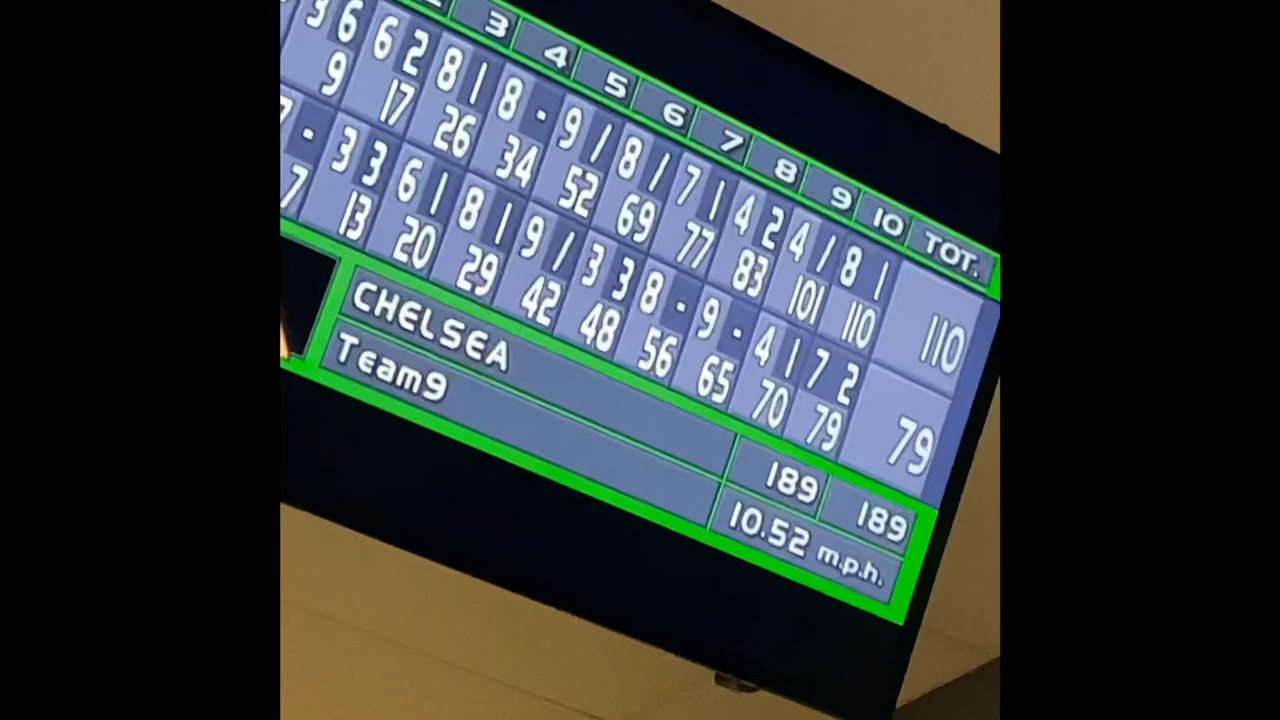 3 4 5 6 7 8 9 10 TOT.
3 6 6 2 8 1 8 - 9 / 8 / 7 1 4 2 4 / 8 1
9 17 26 34 52 69 77 83 101 110 110
7 - 3 3 6 1 8 1 9 / 3 3 8 - 9 - 4 1 7 2
7 13 20 29 42 48 56 65 70 79 79
CHELSEA 189 189
Team9 10.52 m.p.h.